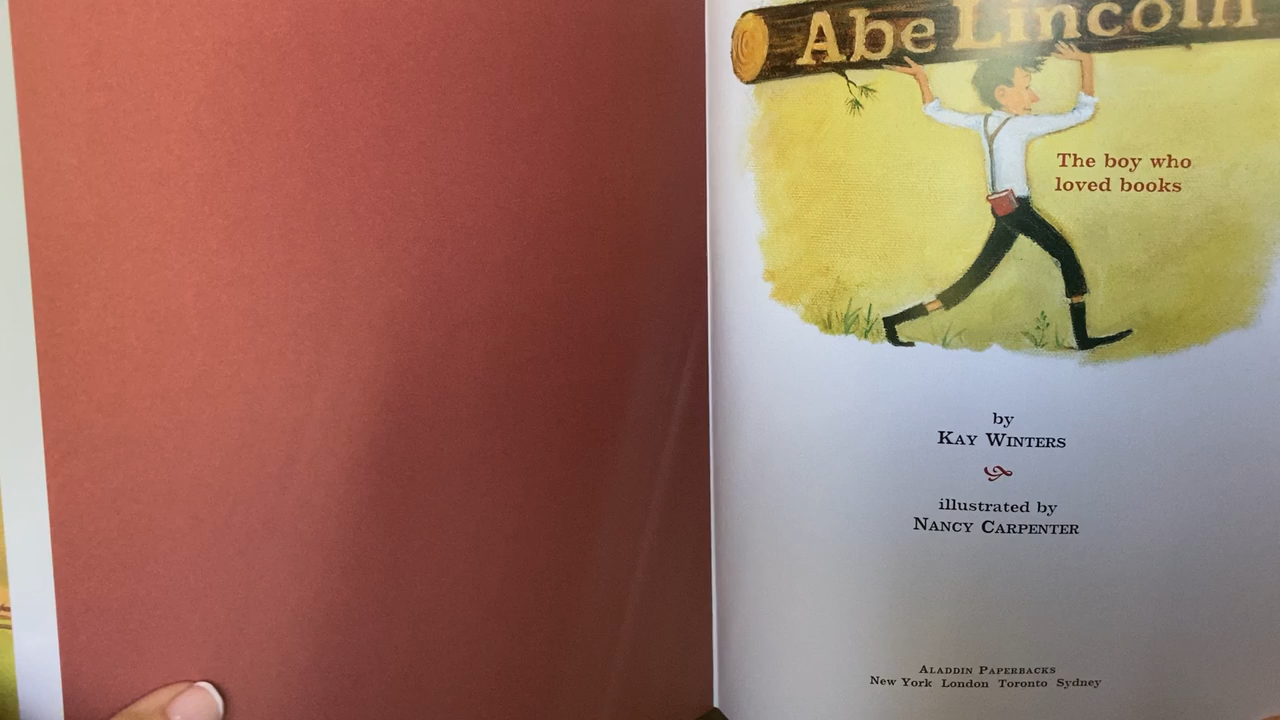 Abe Lincoln
The boy who
loved books
by
KAY WINTERS
illustrated by
NANCY CARPENTER
ALADDIN PAPERBACKS
New York London Toronto Sydney